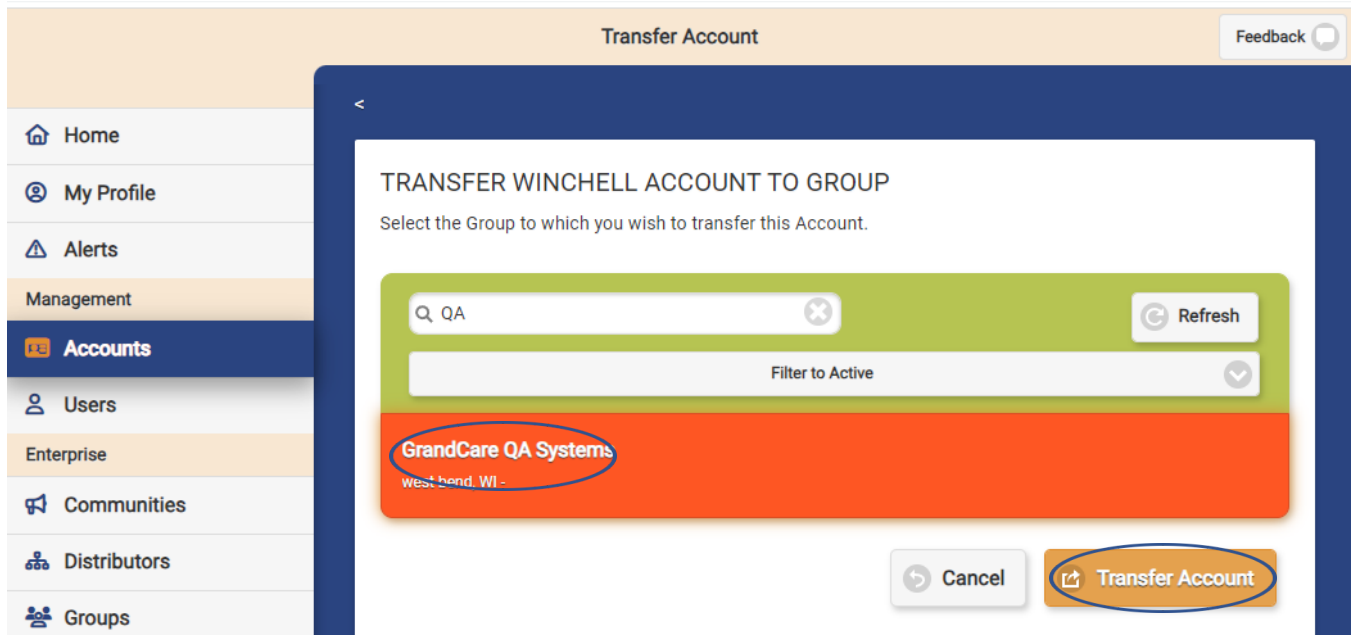 Transfer Account
Feedback
<
Home
My Profile
Alerts
Management
Accounts
Users
Enterprise
Communities
Distributors
Groups
TRANSFER WINCHELL ACCOUNT TO GROUP
Select the Group to which you wish to transfer this Account.
QA
Refresh
Filter to Active
GrandCare QA Systems
west bend, WI -
Cancel
Transfer Account